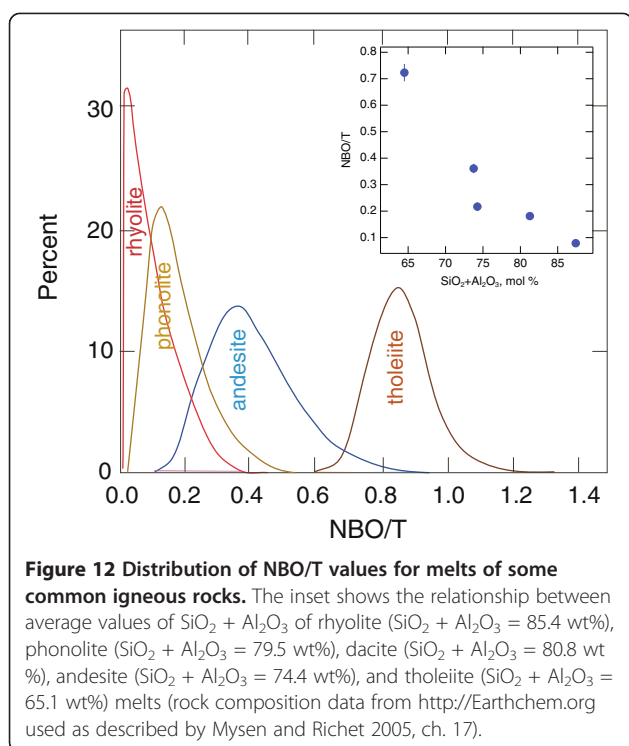 30
20
10
0
Percent
rhyolite
phonolite
andesite
tholeiite
0.0 0.2 0.4 0.6 0.8 1.0 1.2 1.4
NBO/T
0.8
0.7
0.6
0.5
0.4
0.3
0.2
0.1
NBO/T
65 70 75 80 85
SiO₂+Al₂O₃, mol %
Figure 12 Distribution of NBO/T values for melts of some
common igneous rocks. The inset shows the relationship between
average values of SiO₂ + Al₂O₃ of rhyolite (SiO₂ + Al₂O₃ = 85.4 wt%),
phonolite (SiO₂ + Al₂O₃ = 79.5 wt%), dacite (SiO₂ + Al₂O₃ = 80.8 wt
%), andesite (SiO₂ + Al₂O₃ = 74.4 wt%), and tholeiite (SiO₂ + Al₂O₃ =
65.1 wt%) melts (rock composition data from http://Earthchem.org
used as described by Mysen and Richet 2005, ch. 17).